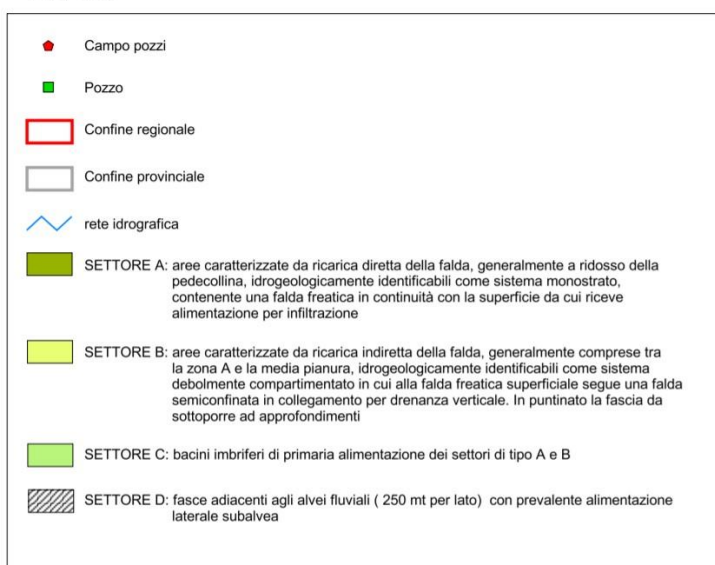 Campo pozzi
Pozzo
Confine regionale
Confine provinciale
rete idrografica
SETTORE A: aree caratterizzate da ricarica diretta della falda, generalmente a ridosso della
pedecollina, idrogeologicamente identificabili come sistema monostrato,
contenente una falda freatica in continuità con la superficie da cui riceve
alimentazione per infiltrazione
SETTORE B: aree caratterizzate da ricarica indiretta della falda, generalmente comprese tra
la zona A e la media pianura, idrogeologicamente identificabili come sistema
debolmente compartimentato in cui alla falda freatica superficiale segue una falda
semiconfinata in collegamento per drenanza verticale. In puntinato la fascia da
sottoporre ad approfondimenti
SETTORE C: bacini imbriferi di primaria alimentazione dei settori di tipo A e B
SETTORE D: fasce adiacenti agli alvei fluviali ( 250 mt per lato) con prevalente alimentazione
laterale subalvea